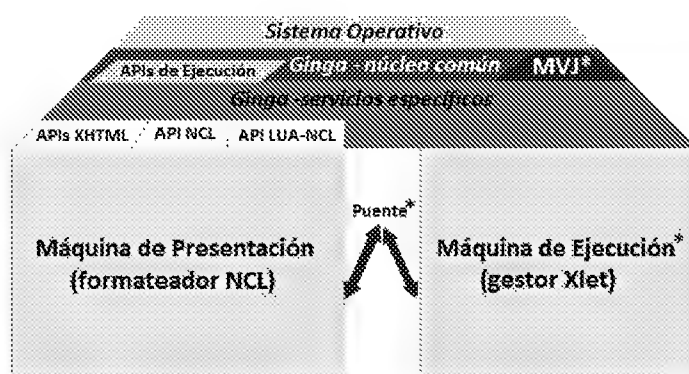 Sistema Operativo
APIs de Ejecución Ginga -núcleo común MVJ*
Ginga -servicios específicos
APIs XHTML API NCL API LUA-NCL
Puente*
Máquina de Presentación
(formateador NCL)
Máquina de Ejecución*
(gestor Xlet)